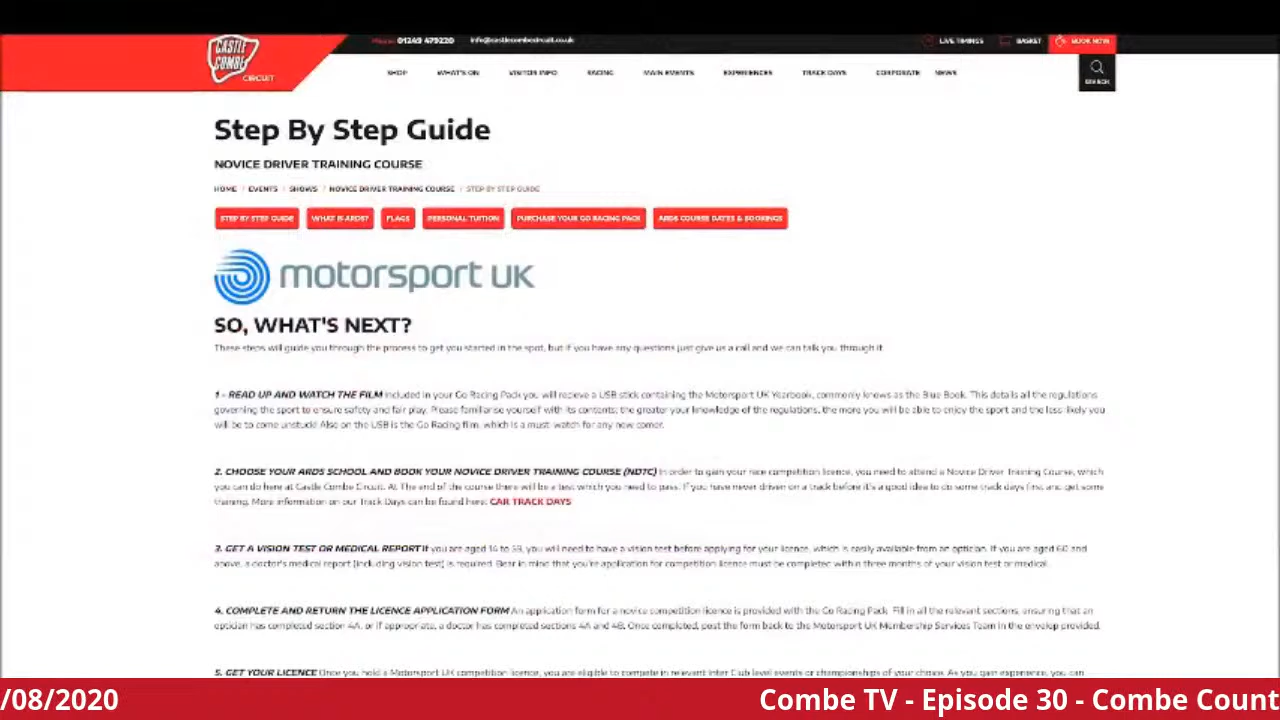 CASTLE COMBE CIRCUIT
Phone: 01249 479220 info@castlecombecircuit.co.uk LIVE TIMINGS BASKET BOOK NOW
SHOP WHAT'S ON VISITOR INFO RACING MAIN EVENTS EXPERIENCES TRACK DAYS CORPORATE NEWS SEARCH
Step By Step Guide
NOVICE DRIVER TRAINING COURSE
HOME / EVENTS / SHOWS / NOVICE DRIVER TRAINING COURSE / STEP BY STEP GUIDE
STEP BY STEP GUIDE WHAT IS ARDS? FLAGS PERSONAL TUITION PURCHASE YOUR GO RACING PACK ARDS COURSE DATES & BOOKINGS
motorsport UK
SO, WHAT'S NEXT?
These steps will guide you through the process to get you started in the spot, but if you have any questions just give us a call and we can talk you through it
1 - READ UP AND WATCH THE FILM Included in your Go Racing Pack you will recieve a USB stick containing the Motorsport UK Yearbook, commonly knows as the Blue Book. This details all the regulations
governing the sport to ensure safety and fair play. Please familiarise yourself with its contents; the greater your knowledge of the regulations, the more you will be able to enjoy the sport and the less likely you
will be to come unstuck! Also on the USB is the Go Racing film, which is a must-watch for any new comer.
2. CHOOSE YOUR ARDS SCHOOL AND BOOK YOUR NOVICE DRIVER TRAINING COURSE (NDTC) In order to gain your race competition licence, you need to attend a Novice Driver Training Course, which
you can do here at Castle Combe Circuit. At The end of the course there will be a test which you need to pass. If you have never driven on a track before it's a good idea to do some track days first and get some
training. More information on our Track Days can be found here: CAR TRACK DAYS
3. GET A VISION TEST OR MEDICAL REPORT If you are aged 14 to 59, you will need to have a vision test before applying for your licence, which is easily available from an optician. If you are aged 60 and
above, a doctor's medical report (including vision test) is required. Bear in mind that you're application for competition licence must be completed within three months of your vision test or medical.
4. COMPLETE AND RETURN THE LICENCE APPLICATION FORM An application form for a novice competition licence is provided with the Go Racing Pack. Fill in all the relevant sections, ensuring that an
optician has completed section 4A, or if appropriate, a doctor has completed sections 4A and 4B. Once completed, post the form back to the Motorsport UK Membership Services Team in the envelop provided.
5. GET YOUR LICENCE Once you hold a Motorsport UK competition licence, you are eligible to compete in relevant Inter Club level events or championships of your choice. As you gain experience, you can
/08/2020 Combe TV - Episode 30 - Combe Count